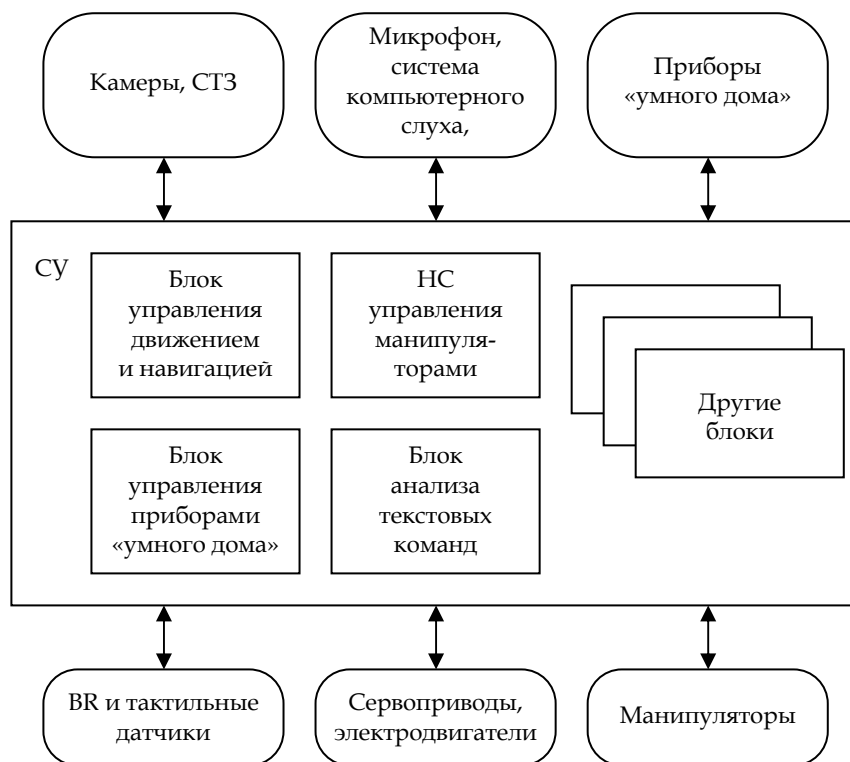 Камеры, СТЗ
Микрофон,
система
компьютерного
слуха,
Приборы
«умного дома»
СУ
Блок
управления
движением
и навигацией
НС
управления
манипуля-
торами
Другие
блоки
Блок
управления
приборами
«умного дома»
Блок
анализа
текстовых
команд
BR и тактильные
датчики
Сервоприводы,
электродвигатели
Манипуляторы